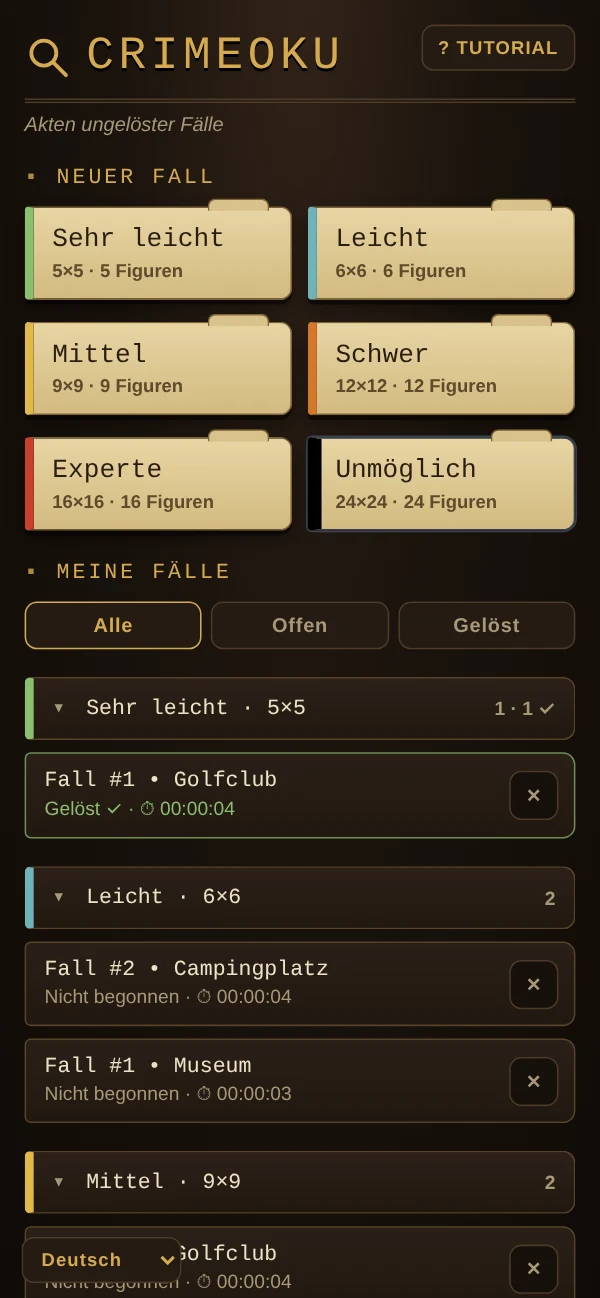 CRIMEOKU
? TUTORIAL
Akten ungelöster Fälle
▪ NEUER FALL
Sehr leicht
5×5 · 5 Figuren
Leicht
6×6 · 6 Figuren
Mittel
9×9 · 9 Figuren
Schwer
12×12 · 12 Figuren
Experte
16×16 · 16 Figuren
Unmöglich
24×24 · 24 Figuren
▪ MEINE FÄLLE
Alle
Offen
Gelöst
▼ Sehr leicht · 5×5
1 · 1 ✓
Fall #1 • Golfclub
Gelöst ✓ · ⏱ 00:00:04
✕
▼ Leicht · 6×6
2
Fall #2 • Campingplatz
Nicht begonnen · ⏱ 00:00:04
✕
Fall #1 • Museum
Nicht begonnen · ⏱ 00:00:03
✕
▼ Mittel · 9×9
2
Golfclub
Nicht begonnen · ⏱ 00:00:04
✕
Deutsch